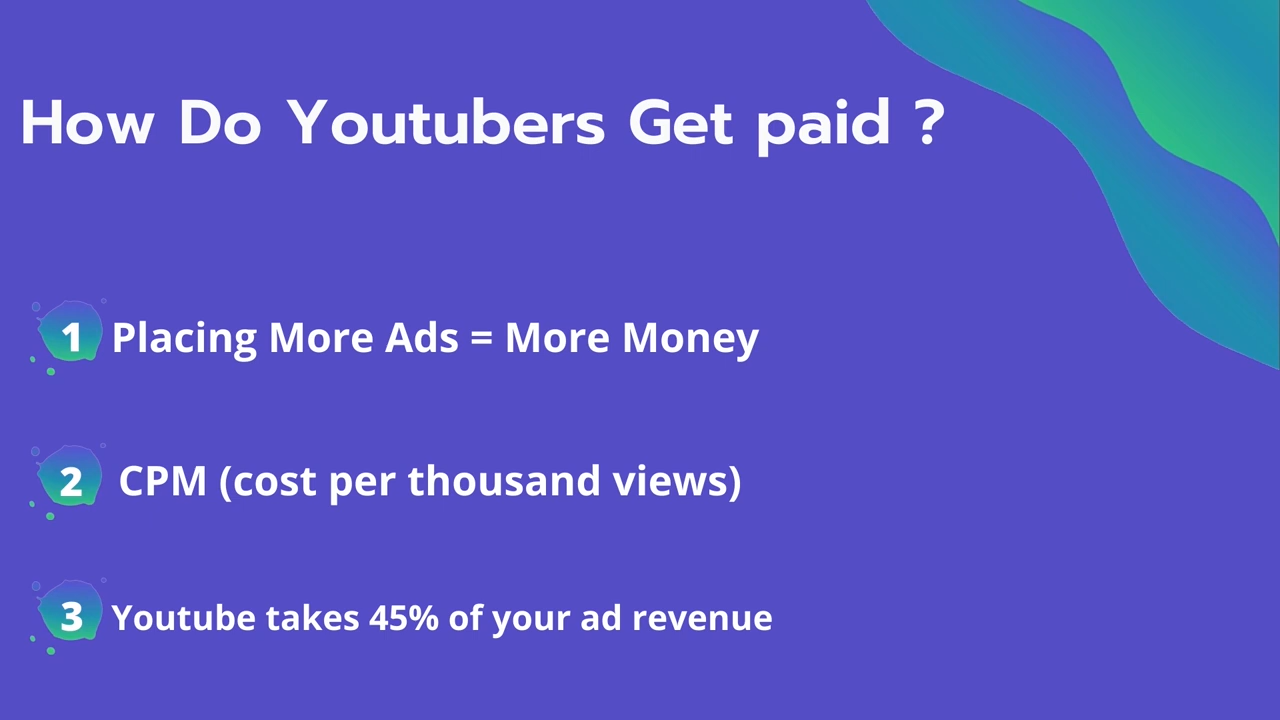 How Do Youtubers Get paid ?
1 Placing More Ads = More Money
2 CPM (cost per thousand views)
3 Youtube takes 45% of your ad revenue